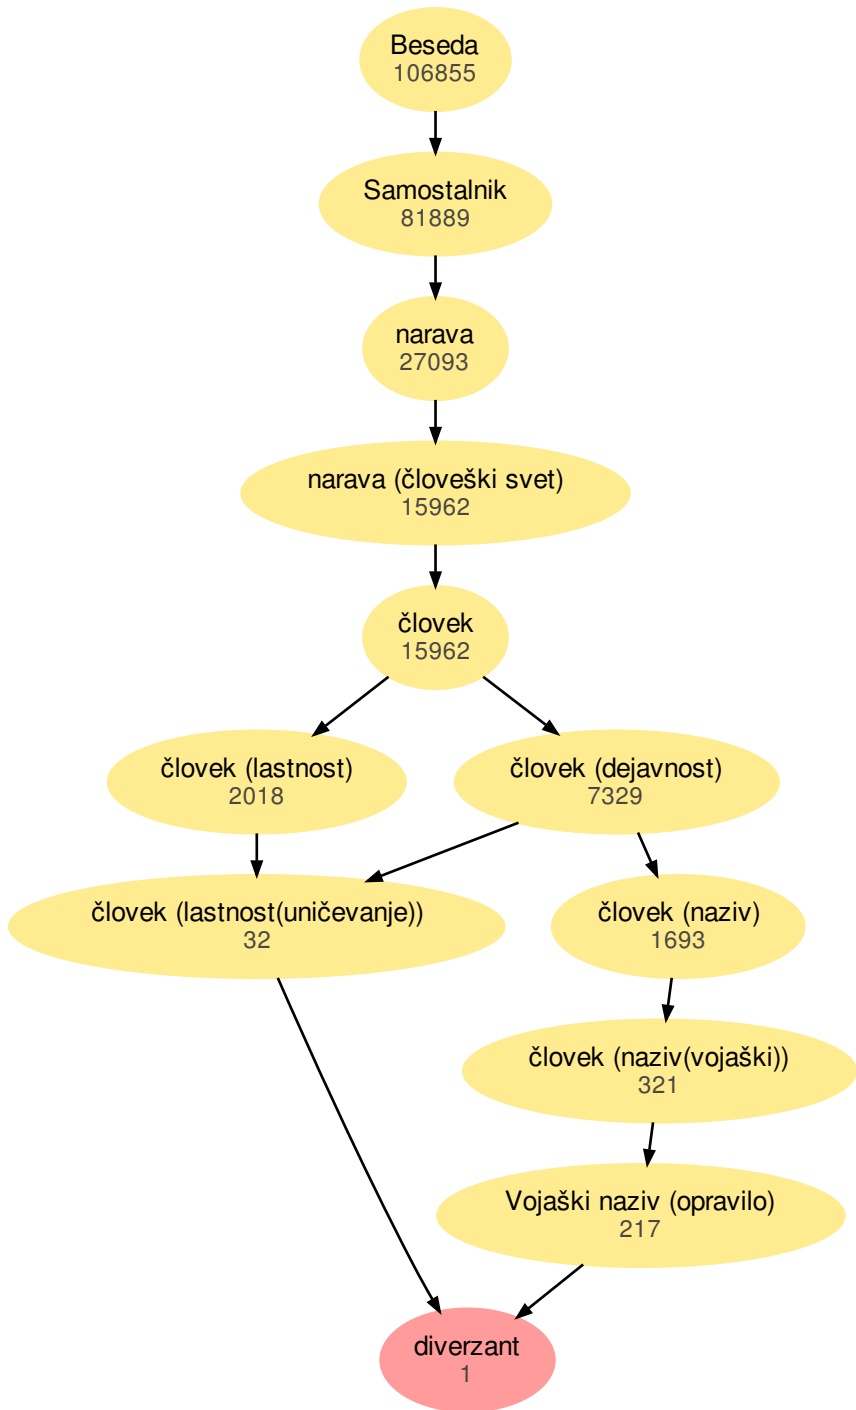 Beseda
106855
Samostalnik
81889
narava
27093
narava (človeški svet)
15962
človek
15962
človek (lastnost)
2018
človek (dejavnost)
7329
človek (lastnost(uničevanje))
32
človek (naziv)
1693
človek (naziv(vojaški))
321
Vojaški naziv (opravilo)
217
diverzant
1